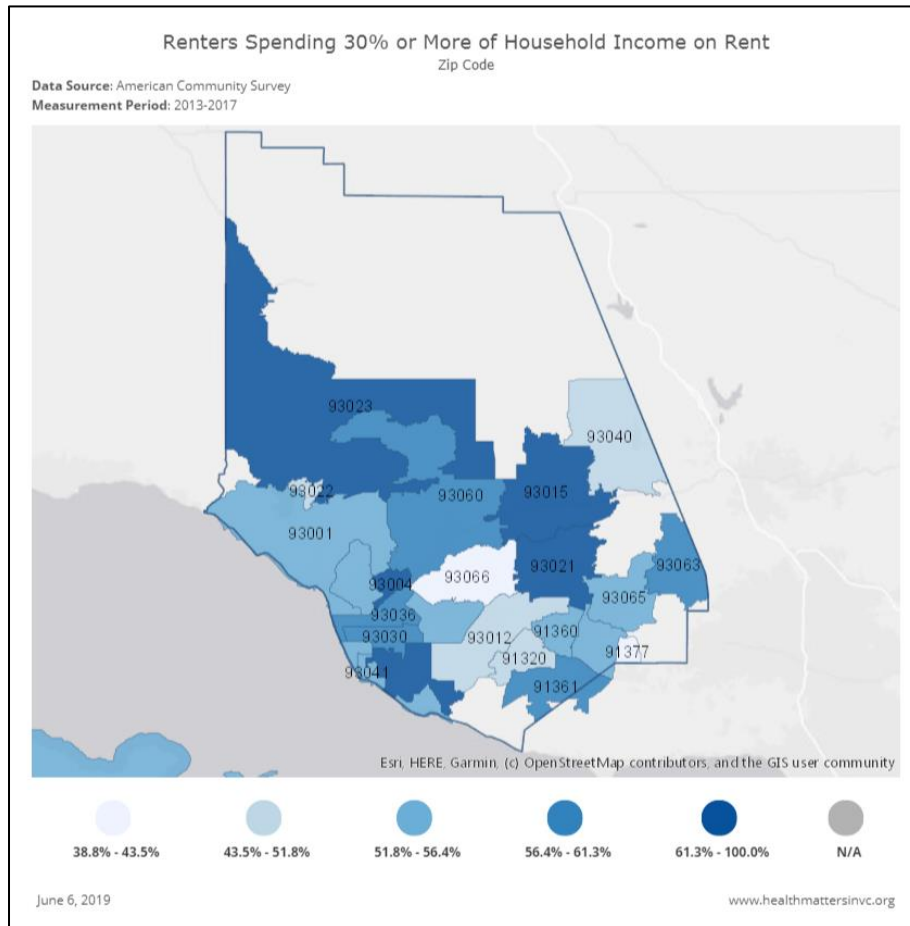 Renters Spending 30% or More of Household Income on Rent
Zip Code
Data Source: American Community Survey
Measurement Period: 2013-2017
93023
93040
93022
93060
93015
93001
93004
93066
93021
93063
93036
93065
93030
93012
91360
93041
91320
91377
91361
Esri, HERE, Garmin, (c) OpenStreetMap contributors, and the GIS user community
38.8% - 43.5%
43.5% - 51.8%
51.8% - 56.4%
56.4% - 61.3%
61.3% - 100.0%
N/A
June 6, 2019
www.healthmattersinvc.org